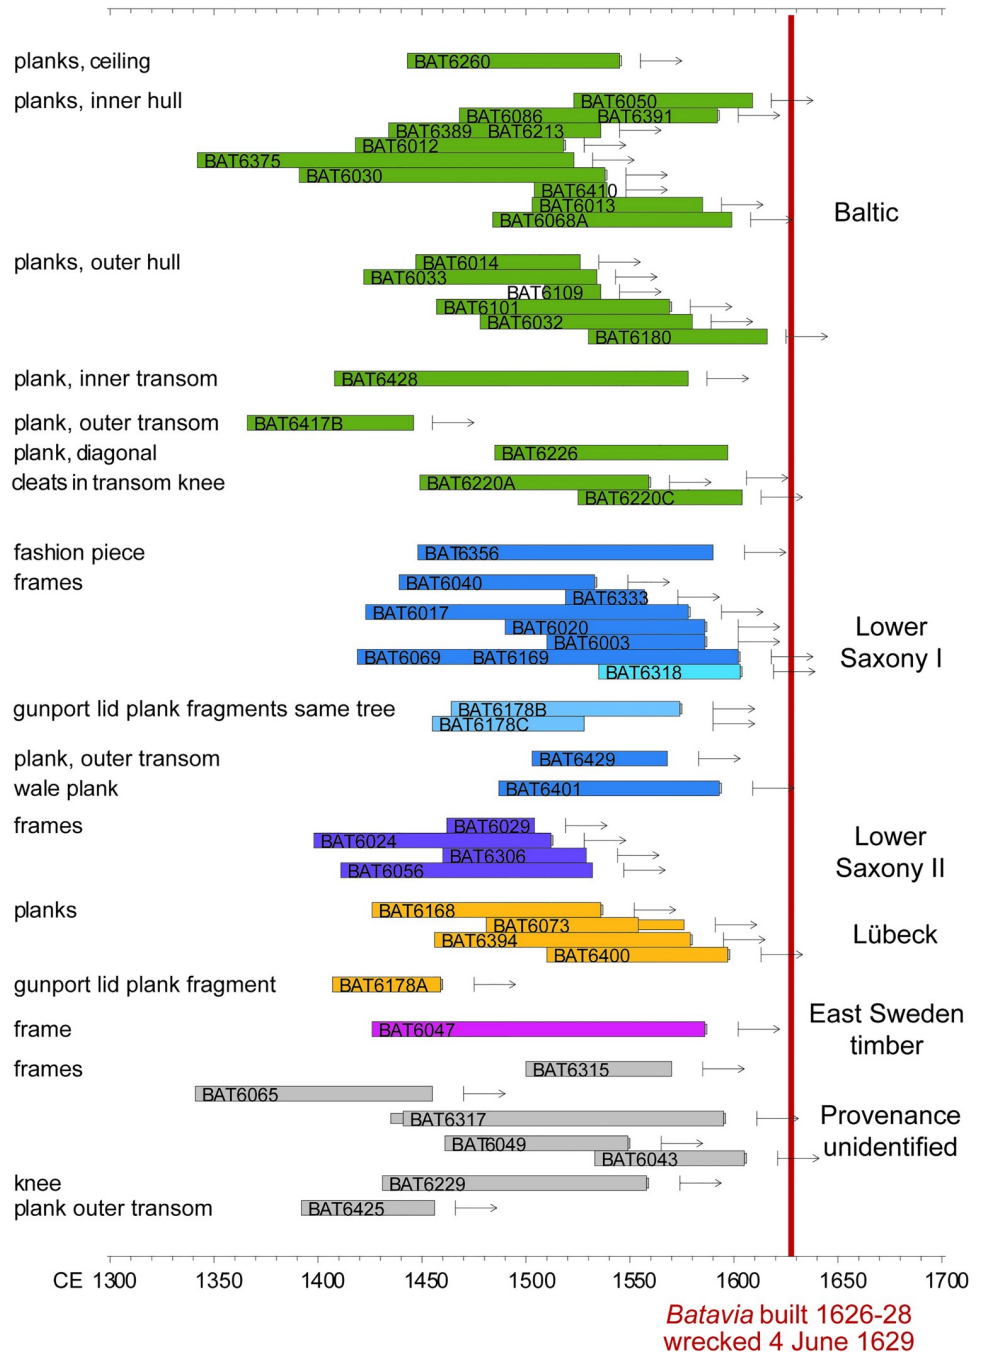 planks, ceiling
BAT6260
planks, inner hull
BAT6050
BAT6086 BAT6391
BAT6389 BAT6213
BAT6012
BAT6375
BAT6030
BAT6410
BAT6013
BAT6068A
Baltic
planks, outer hull
BAT6014
BAT6033
BAT6109
BAT6101
BAT6032
BAT6180
plank, inner transom
BAT6428
plank, outer transom
BAT6417B
plank, diagonal
BAT6226
cleats in transom knee
BAT6220A
BAT6220C
fashion piece
BAT6356
frames
BAT6040
BAT6333
BAT6017
BAT6020
BAT6003
BAT6069 BAT6169
BAT6318
Lower
Saxony I
gunport lid plank fragments same tree
BAT6178B
BAT6178C
plank, outer transom
BAT6429
wale plank
BAT6401
frames
BAT6029
BAT6024
BAT6306
BAT6056
Lower
Saxony II
planks
BAT6168
BAT6073
BAT6394
BAT6400
Lübeck
gunport lid plank fragment
BAT6178A
frame
BAT6047
East Sweden
timber
frames
BAT6315
BAT6065
BAT6317
BAT6049
BAT6043
Provenance
unidentified
knee
BAT6229
plank outer transom
BAT6425
CE 1300 1350 1400 1450 1500 1550 1600 1650 1700
Batavia built 1626-28
wrecked 4 June 1629